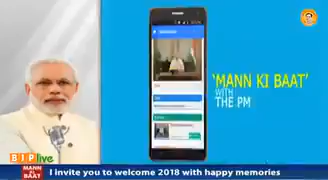 'MANN KI BAAT'
WITH
THE PM
BJP live
MANN
KI BAAT
I invite you to welcome 2018 with happy memories